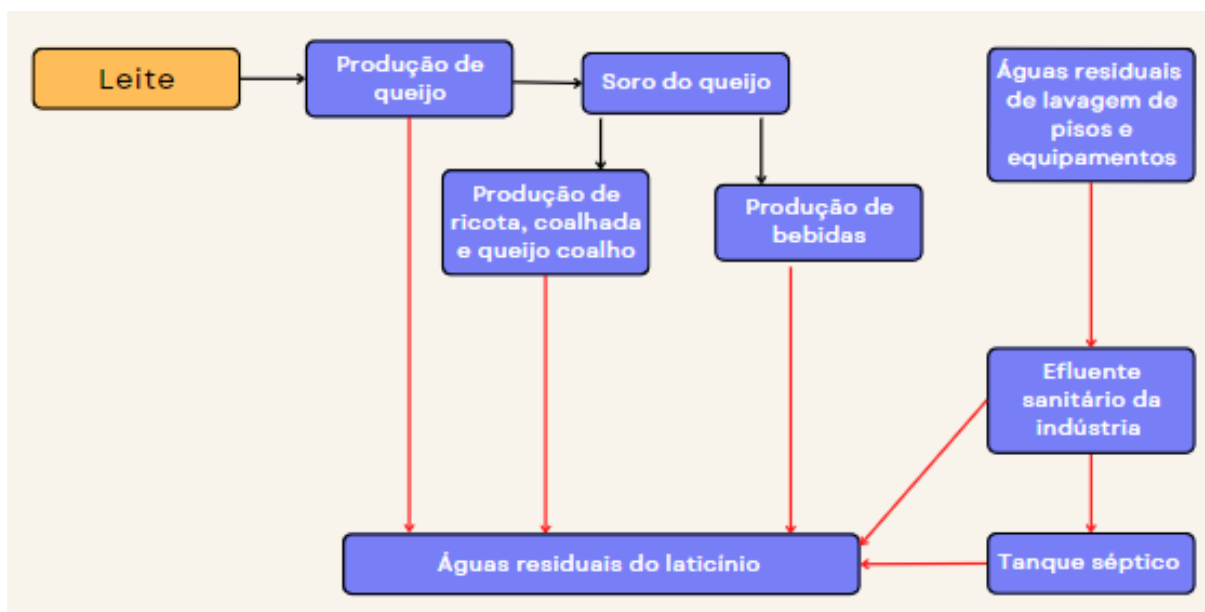 Leite
Produção de
queijo
Soro do queijo
Águas residuais
de lavagem de
pisos e
equipamentos
Produção de
ricota, coalhada
e queijo coalho
Produção de
bebidas
Efluente
sanitário da
indústria
Águas residuais do laticínio
Tanque séptico